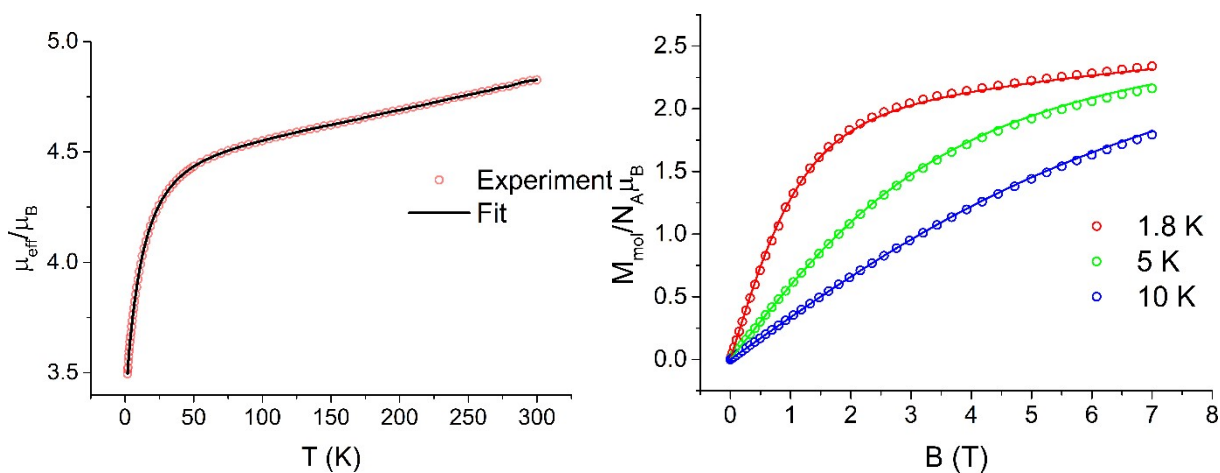 5.0
4.5
4.0
3.5
μeff/μB
Experiment
Fit
0 50 100 150 200 250 300
T (K)
2.5
2.0
1.5
1.0
0.5
0.0
Mmol/NAμB
1.8 K
5 K
10 K
0 1 2 3 4 5 6 7 8
B (T)